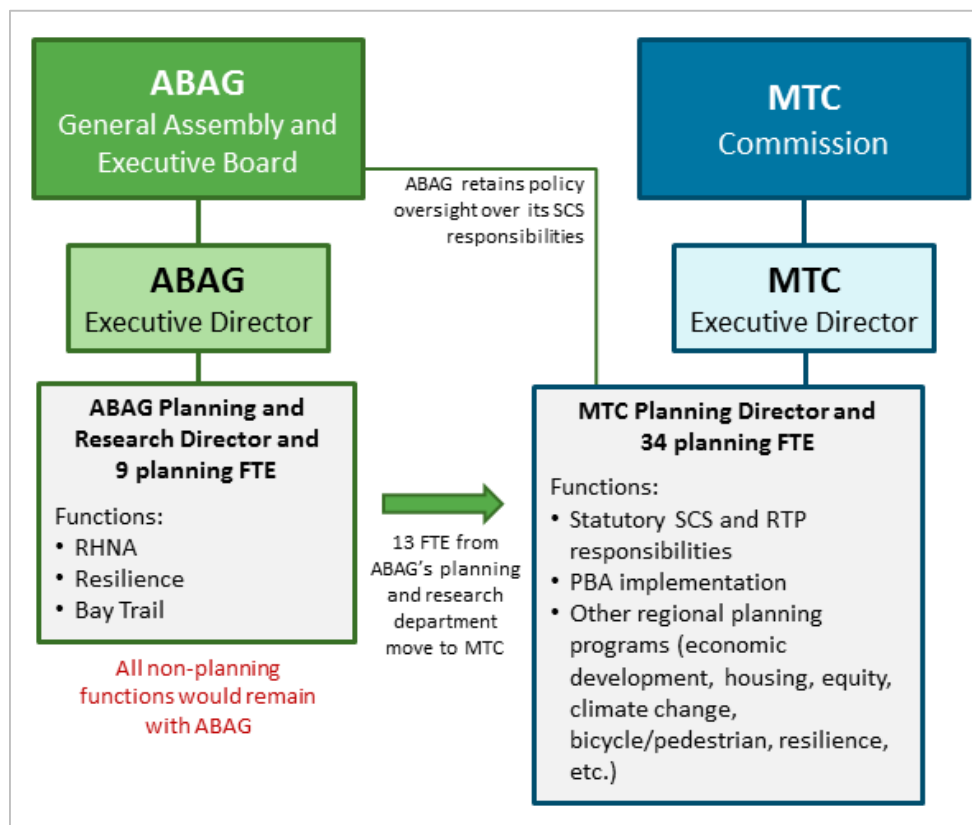 ABAG
General Assembly and
Executive Board
MTC
Commission
ABAG retains policy
oversight over its SCS
responsibilities
ABAG
Executive Director
MTC
Executive Director
ABAG Planning and
Research Director and
9 planning FTE
Functions:
• RHNA
• Resilience
• Bay Trail
All non-planning
functions would remain
with ABAG
13 FTE from
ABAG's planning
and research
department
move to MTC
MTC Planning Director and
34 planning FTE
Functions:
• Statutory SCS and RTP
responsibilities
• PBA implementation
• Other regional planning
programs (economic
development, housing, equity,
climate change,
bicycle/pedestrian, resilience,
etc.)